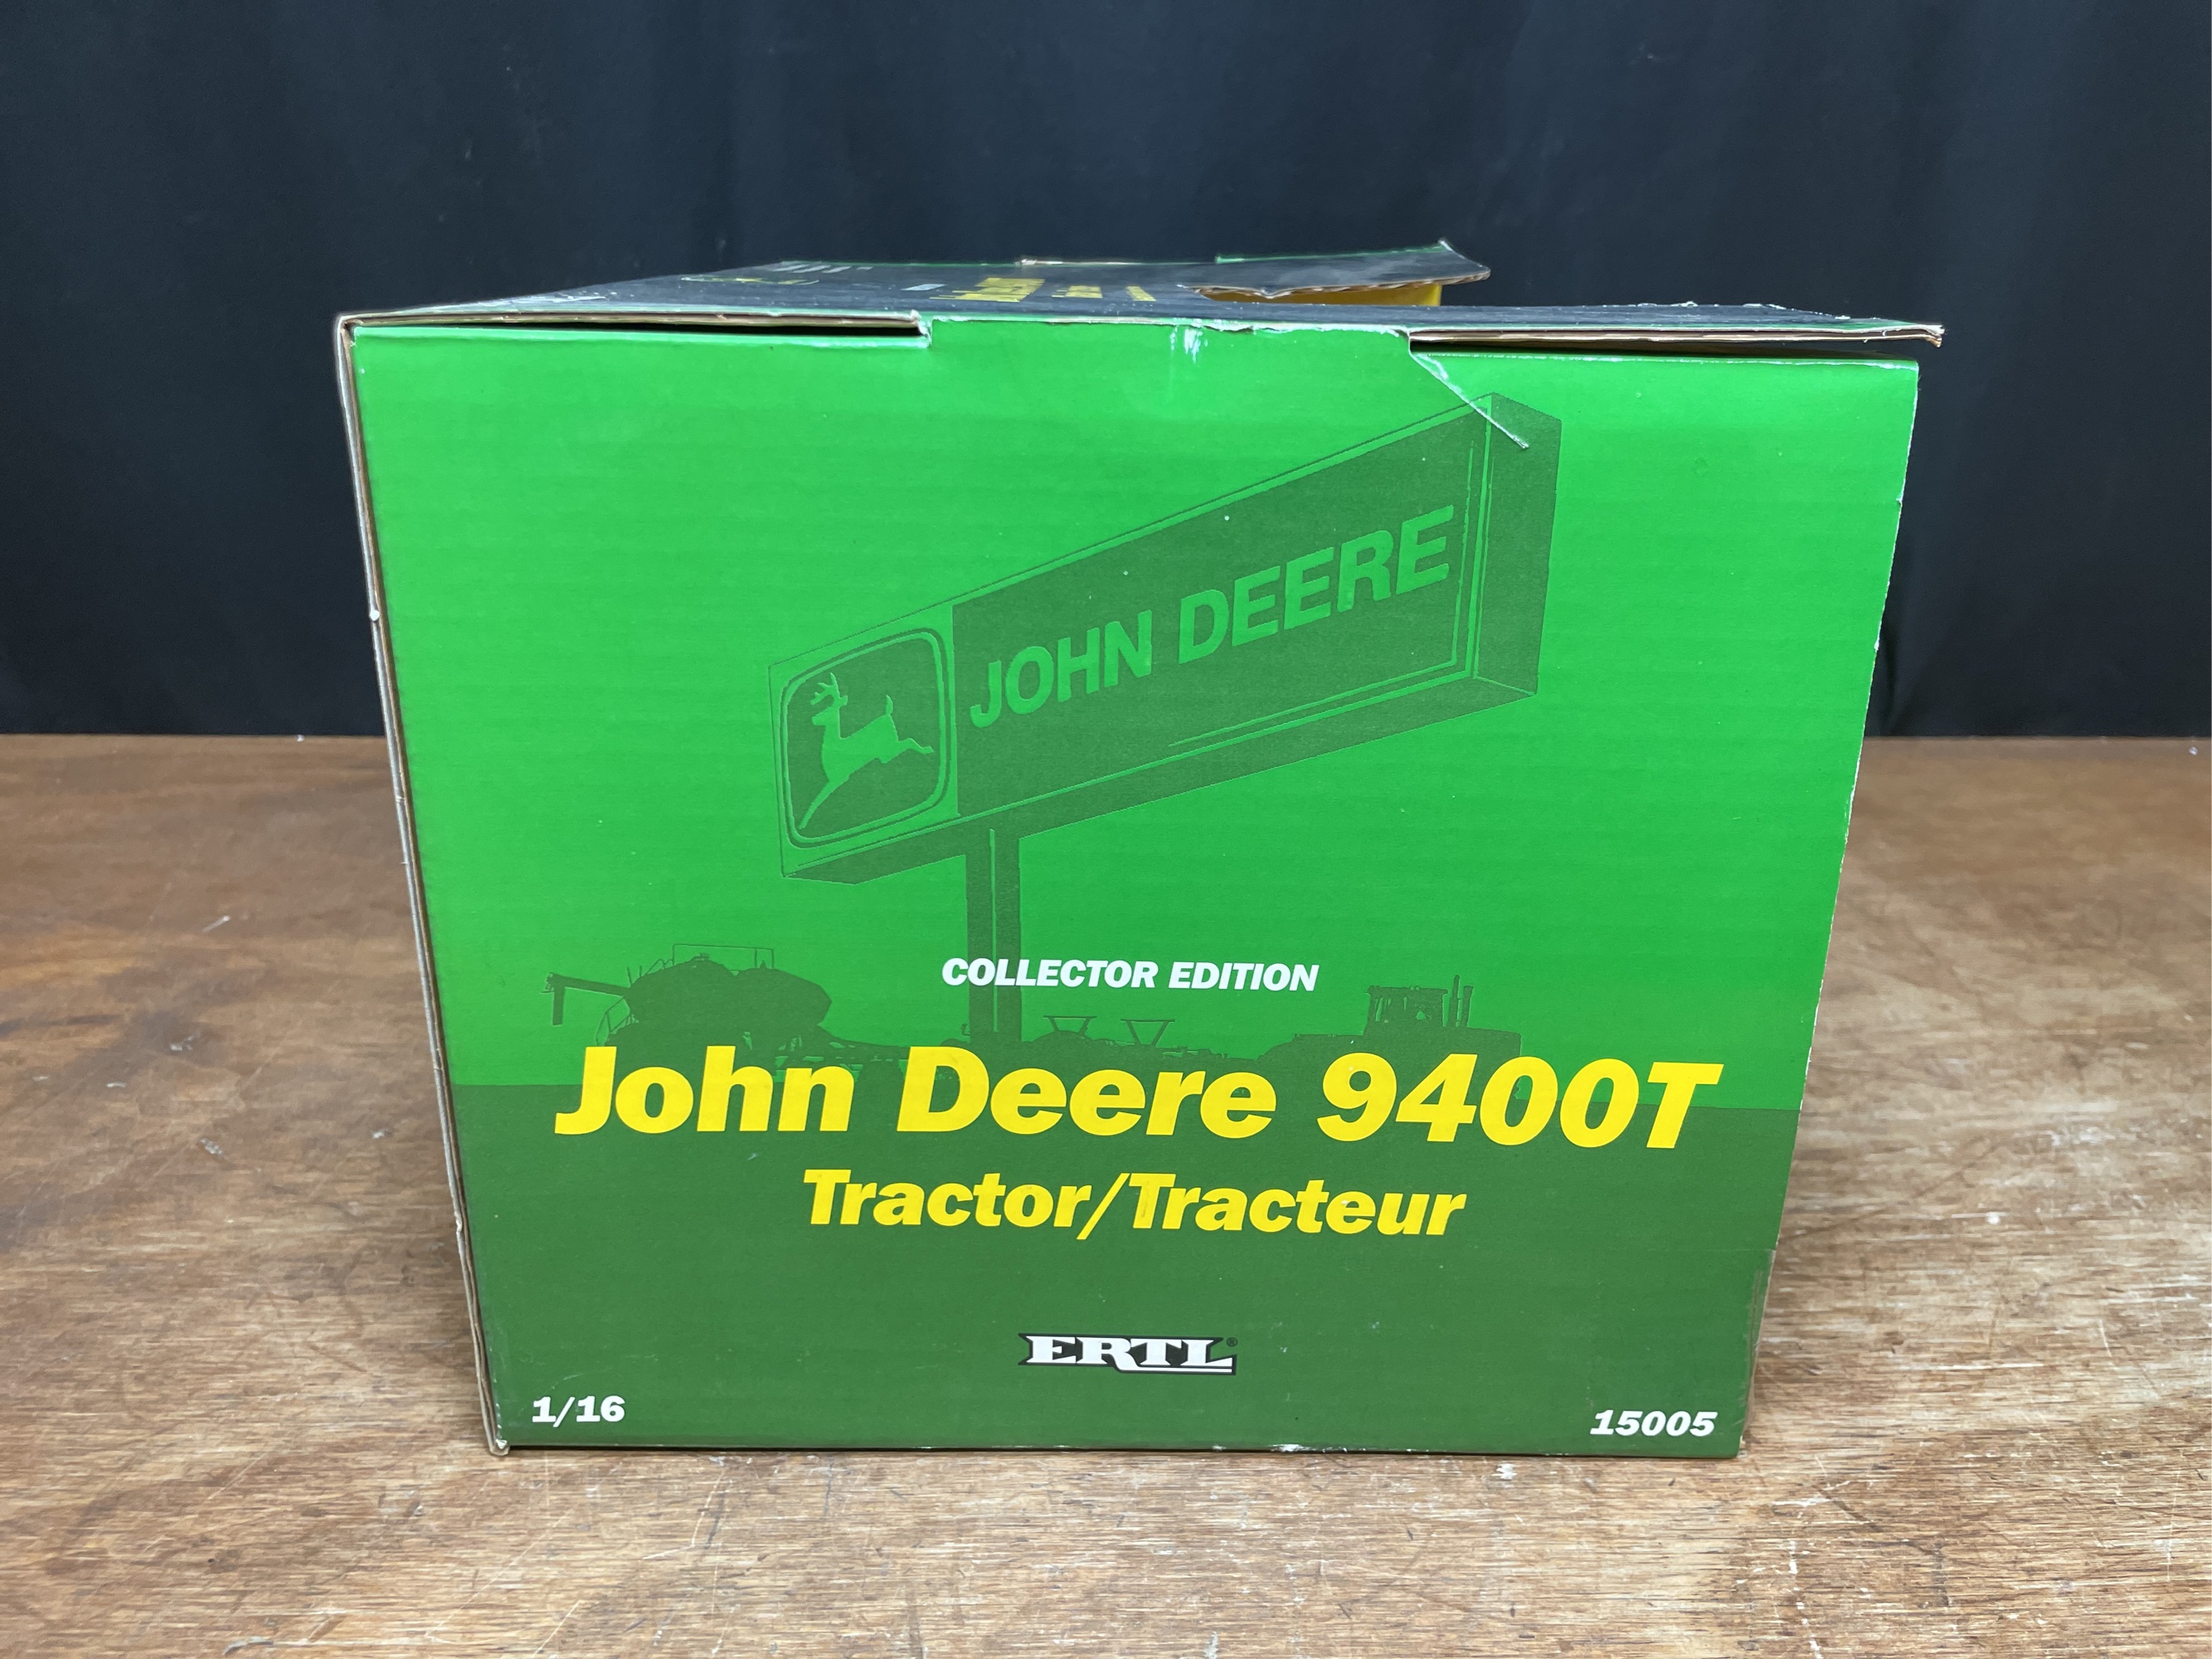 JOHN DEERE
COLLECTOR EDITION
John Deere 9400T
Tractor/Tracteur
ERTL®
1/16
15005